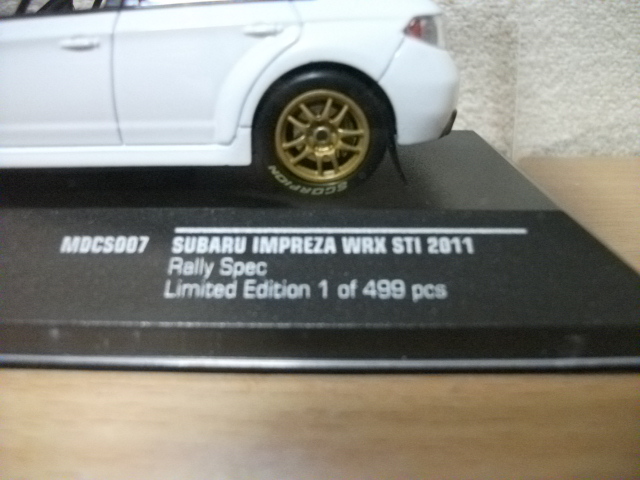 SCORPION
MDCS007 SUBARU IMPREZA WRX STI 2011
Rally Spec
Limited Edition 1 of 499 pcs